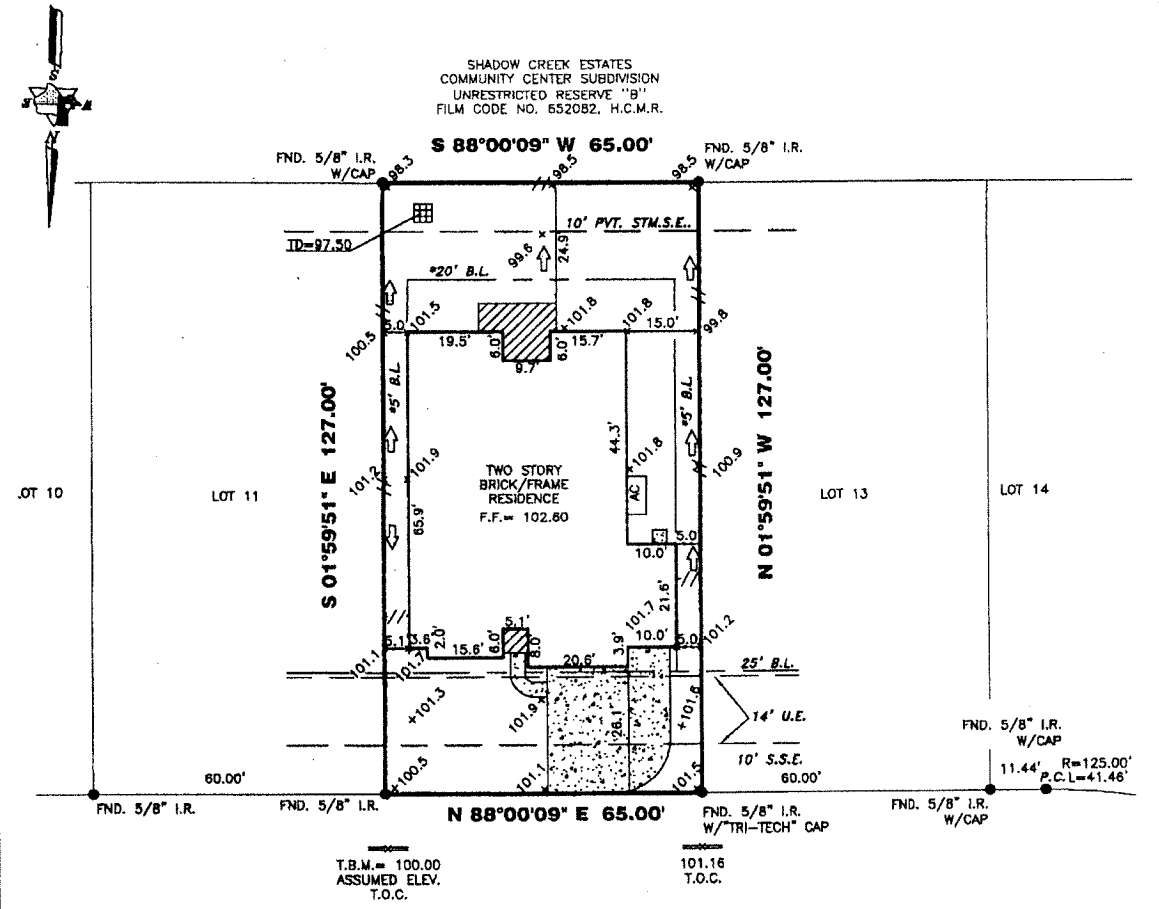 SHADOW CREEK ESTATES
COMMUNITY CENTER SUBDIVISION
UNRESTRICTED RESERVE "B"
FILM CODE NO. 652082, H.C.M.R.
S 88°00'09" W 65.00'
FND. 5/8" I.R.
W/CAP
FND. 5/8" I.R.
W/CAP
98.3
98.5
98.5
S
N
10' PVT. STM.S.E..
TD=97.50
99.6
24.9'
*20' B.L.
5.0'
101.5
101.8
101.8
15.0'
99.8
100.5
19.5'
6.0'
9.7'
6.0'
15.7'
*5' B.L.
*5' B.L.
S 01°59'51" E 127.00'
N 01°59'51" W 127.00'
44.3'
101.2
101.9
101.8
100.9
LOT 11
LOT 13
LOT 14
TWO STORY
BRICK/FRAME
RESIDENCE
F.F.= 102.60
AC
65.9'
10.0'
5.0'
21.6'
101.7
5.1'
5.1'
3.6'
2.0'
15.6'
6.0'
8.0'
20.6'
3.9'
10.0'
5.0'
101.2
101.1
101.7
25' B.L.
+101.3
101.9
26.1
+101.6
14' U.E.
10' S.S.E.
FND. 5/8" I.R.
W/CAP
60.00'
+100.5
101.1
101.5
60.00'
11.44'
R=125.00'
P.C.L=41.46'
FND. 5/8" I.R.
FND. 5/8" I.R.
N 88°00'09" E 65.00'
FND. 5/8" I.R.
W/"TRI-TECH" CAP
FND. 5/8" I.R.
W/CAP
T.B.M.= 100.00
ASSUMED ELEV.
T.O.C.
101.16
T.O.C.